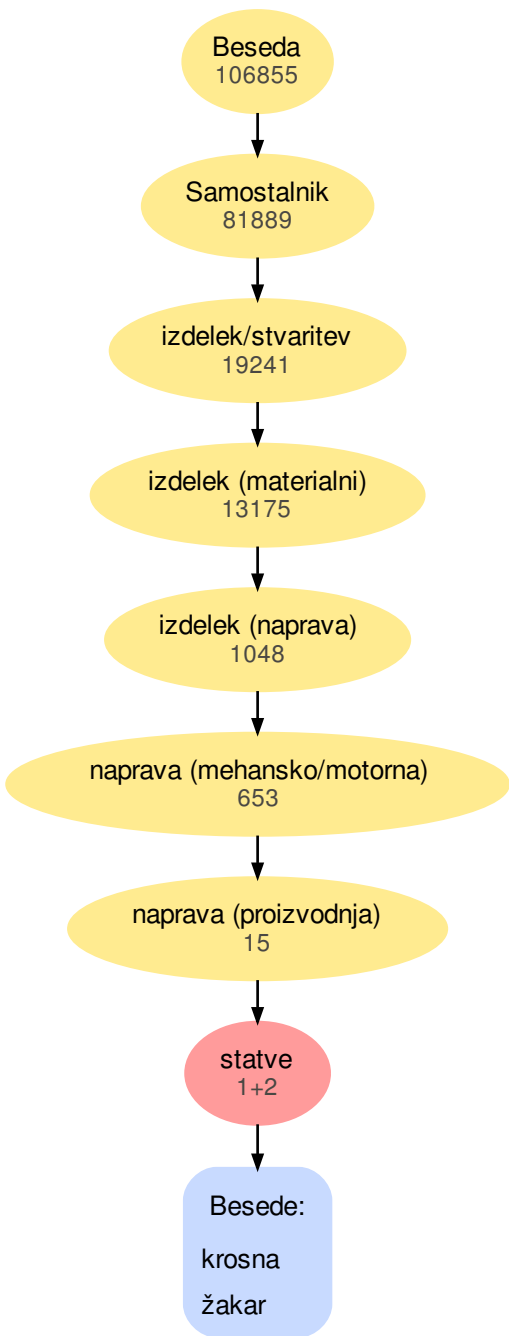 Beseda
106855
Samostalnik
81889
izdelek/stvaritev
19241
izdelek (materialni)
13175
izdelek (naprava)
1048
naprava (mehansko/motorna)
653
naprava (proizvodnja)
15
statve
1+2
Besede:
krosna
žakar